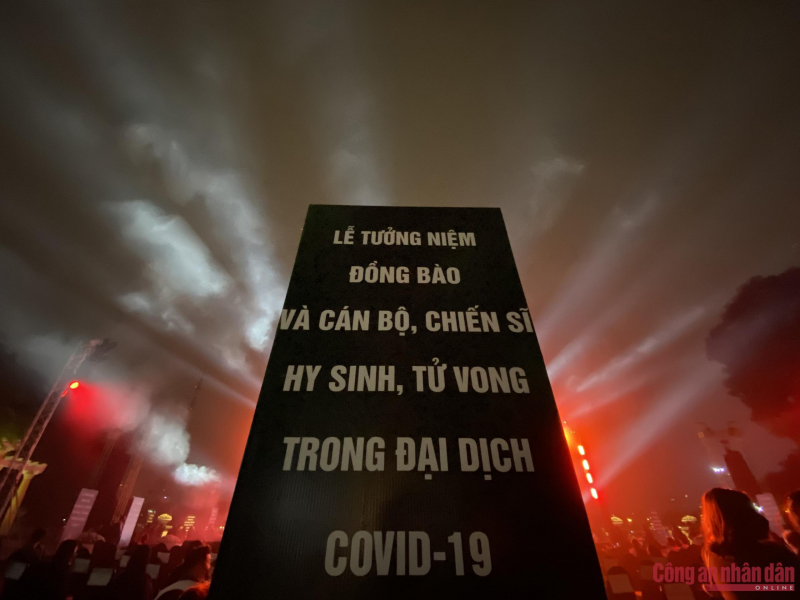 LỄ TƯỞNG NIỆM
ĐỒNG BÀO
VÀ CÁN BỘ, CHIẾN SĨ
HY SINH, TỬ VONG
TRONG ĐẠI DỊCH
COVID-19
Công an nhân dân
ONLINE